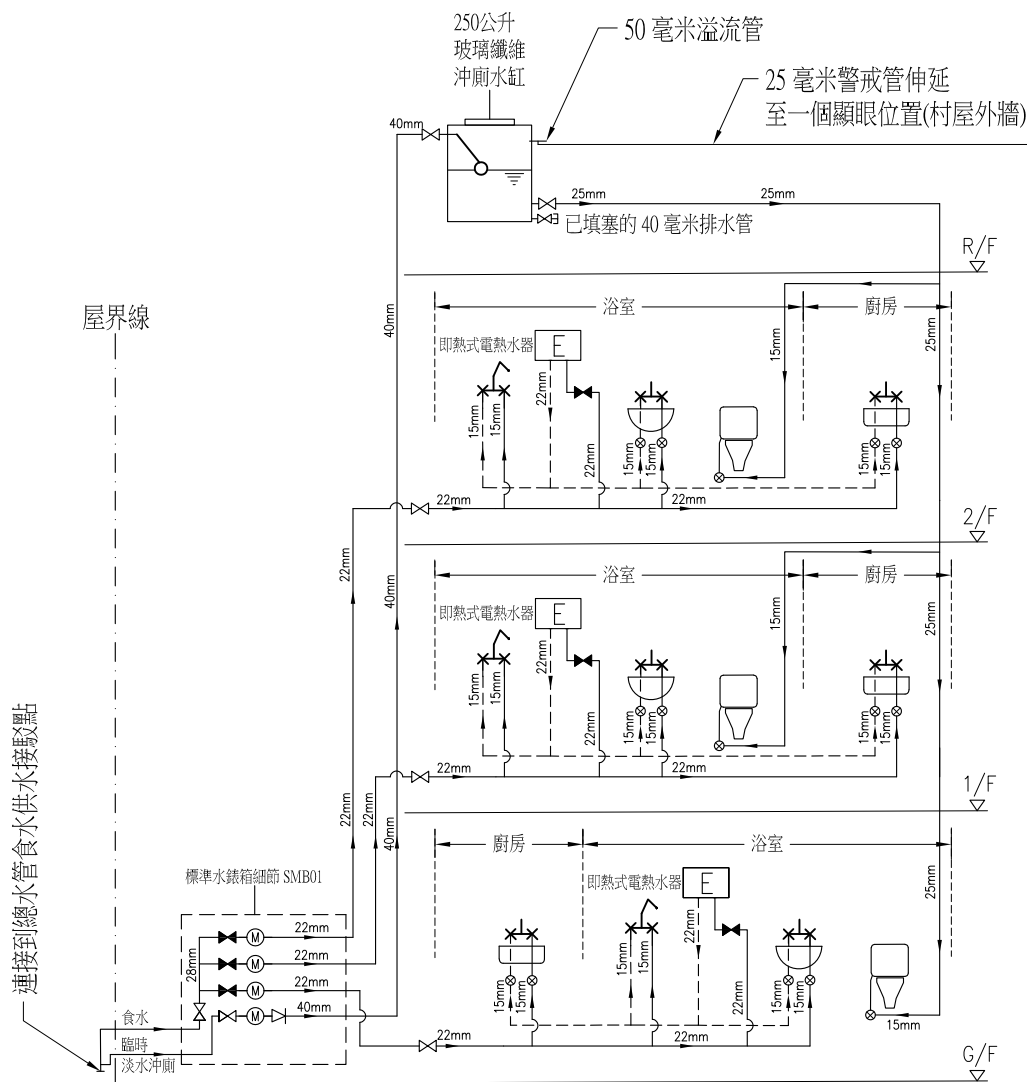 250公升
玻璃纖維
沖廁水缸
50 毫米溢流管
25 毫米警戒管伸延
至一個顯眼位置(村屋外牆)
40mm
25mm
25mm
已填塞的 40 毫米排水管
R/F
屋界線
40mm
浴室
廚房
即熱式電熱水器
E
15mm
25mm
22mm
15mm
15mm
22mm
15mm
15mm
15mm
15mm
22mm
22mm
2/F
22mm
40mm
浴室
廚房
即熱式電熱水器
E
15mm
25mm
22mm
15mm
15mm
22mm
15mm
15mm
15mm
15mm
22mm
22mm
1/F
22mm
22mm
40mm
廚房
浴室
標準水錶箱細節 SMB01
即熱式電熱水器
E
25mm
連接到總水管食水供水接駁點
28mm
M
22mm
M
22mm
M
22mm
M
40mm
22mm
15mm
15mm
15mm
15mm
22mm
15mm
15mm
15mm
食水
臨時
淡水沖廁
22mm
22mm
G/F